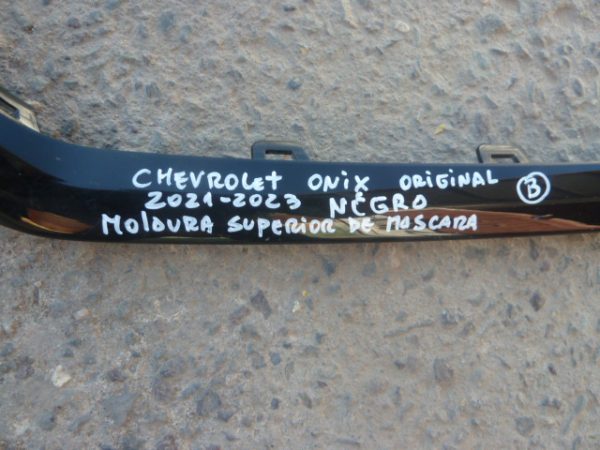 CHEVROLET ONIX ORIGINAL B
2021-2023 NEGRO
MOLDURA SUPERIOR DE MASCARA